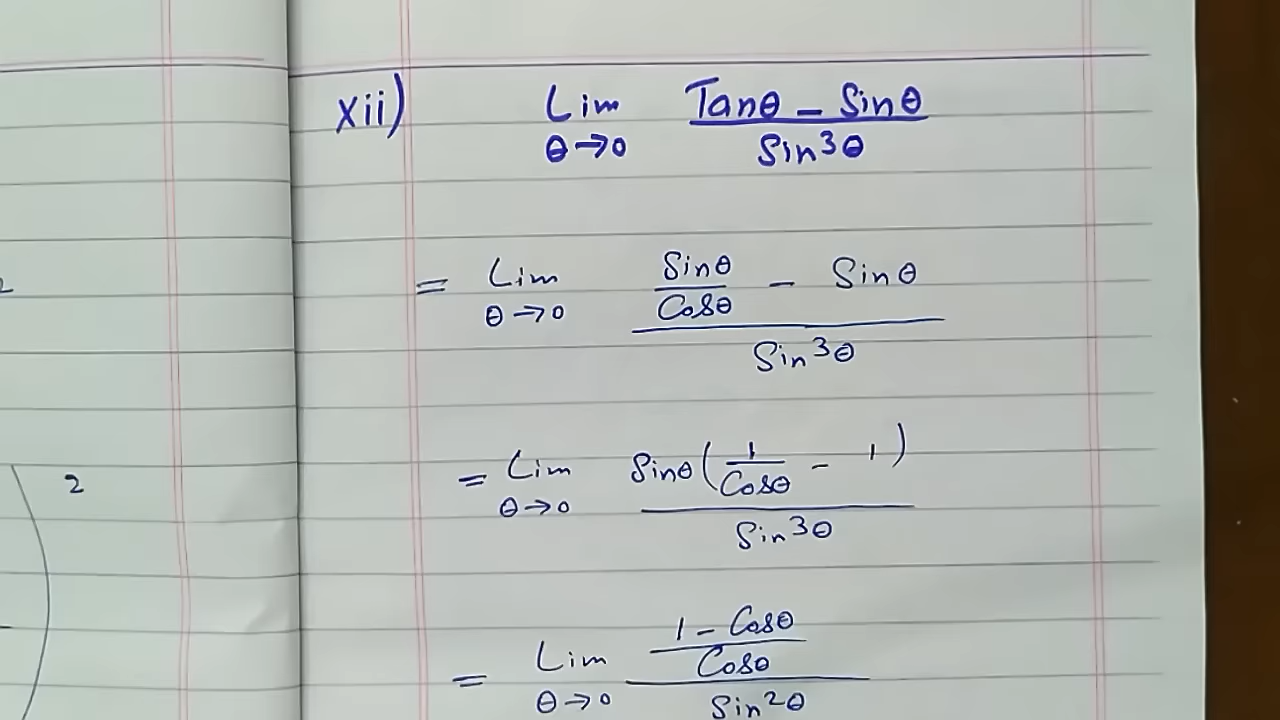 xii) Lim Tanθ - Sinθ
θ→0 Sin³θ
= Lim Sinθ - Sinθ
θ→0 Cosθ
Sin³θ
= Lim Sinθ(1 - 1)
θ→0 Cosθ
Sin³θ
1 - Cosθ
= Lim Cosθ
θ→0 Sin²θ
2